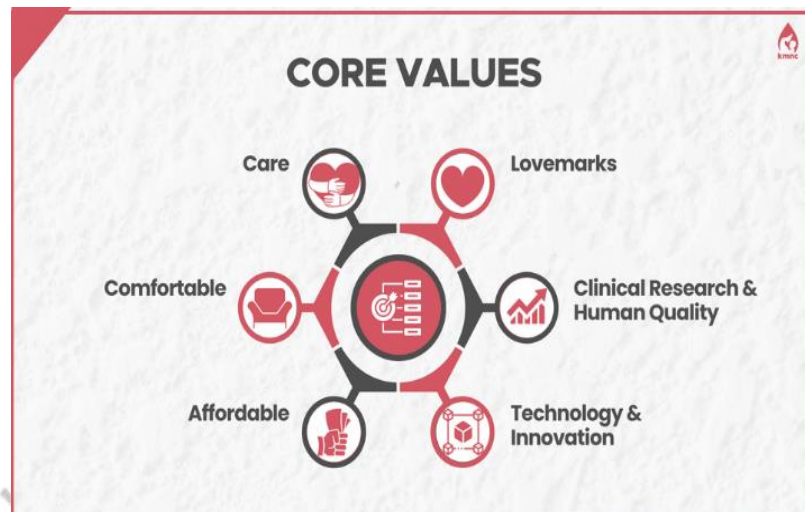 kmnc
CORE VALUES
Care
Lovemarks
Comfortable
Clinical Research &
Human Quality
Affordable
Technology &
Innovation